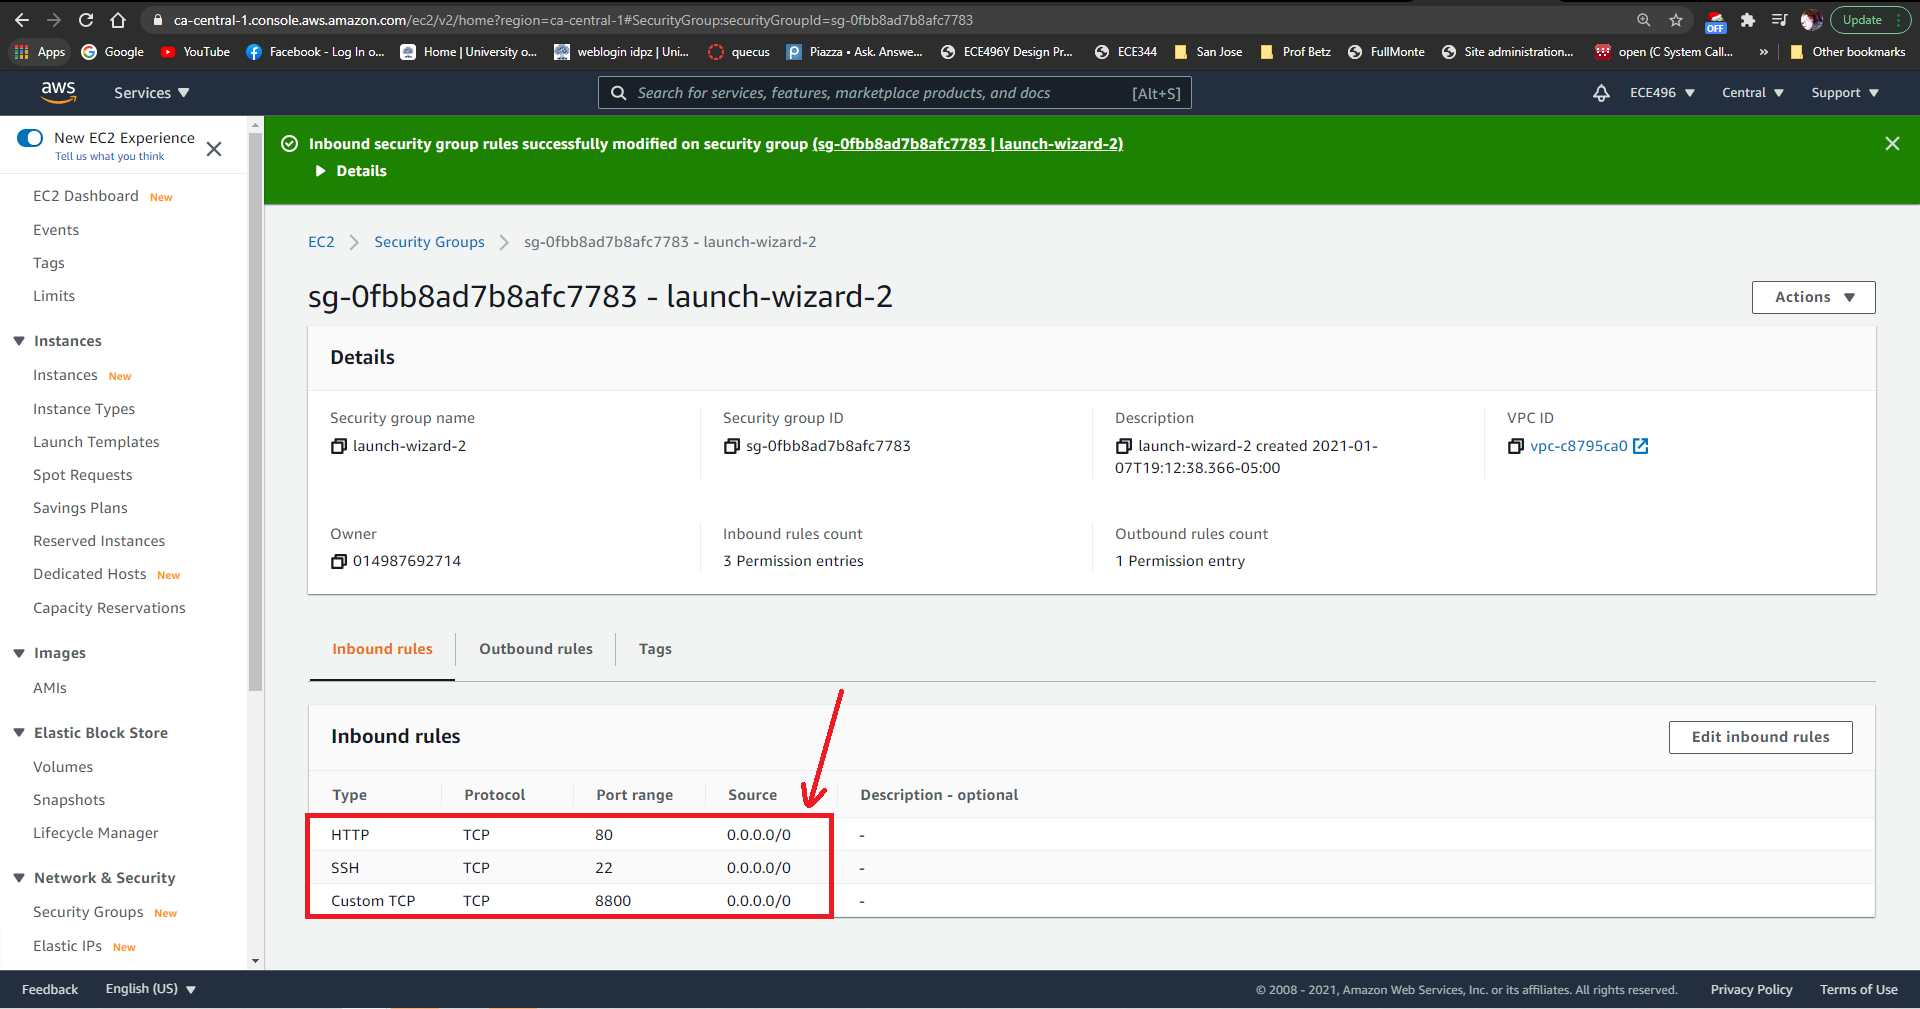 ca-central-1.console.aws.amazon.com/ec2/v2/home?region=ca-central-1#SecurityGroup:securityGroupId=sg-0fbb8ad7b8afc7783
OFF
Update
Apps
Google
YouTube
Facebook - Log In o...
Home | University o...
weblogin idpz | Uni...
quecus
Piazza • Ask. Answe...
ECE496Y Design Pr...
ECE344
San Jose
Prof Betz
FullMonte
Site administration...
open (C System Call...
»
Other bookmarks
aws
Services
Search for services, features, marketplace products, and docs
[Alt+S]
ECE496
Central
Support
New EC2 Experience
Tell us what you think
EC2 Dashboard New
Events
Tags
Limits
Instances
Instances New
Instance Types
Launch Templates
Spot Requests
Savings Plans
Reserved Instances
Dedicated Hosts New
Capacity Reservations
Images
AMIs
Elastic Block Store
Volumes
Snapshots
Lifecycle Manager
Network & Security
Security Groups New
Elastic IPs New
Inbound security group rules successfully modified on security group (sg-0fbb8ad7b8afc7783 | launch-wizard-2)
Details
EC2 > Security Groups > sg-0fbb8ad7b8afc7783 - launch-wizard-2
sg-0fbb8ad7b8afc7783 - launch-wizard-2
Actions
Details
Security group name
launch-wizard-2
Security group ID
sg-0fbb8ad7b8afc7783
Description
launch-wizard-2 created 2021-01-
07T19:12:38.366-05:00
VPC ID
vpc-c8795ca0
Owner
014987692714
Inbound rules count
3 Permission entries
Outbound rules count
1 Permission entry
Inbound rules
Outbound rules
Tags
Inbound rules
Edit inbound rules
Type Protocol Port range Source Description - optional
HTTP TCP 80 0.0.0.0/0 -
SSH TCP 22 0.0.0.0/0 -
Custom TCP TCP 8800 0.0.0.0/0 -
Feedback
English (US)
© 2008 - 2021, Amazon Web Services, Inc. or its affiliates. All rights reserved.
Privacy Policy
Terms of Use